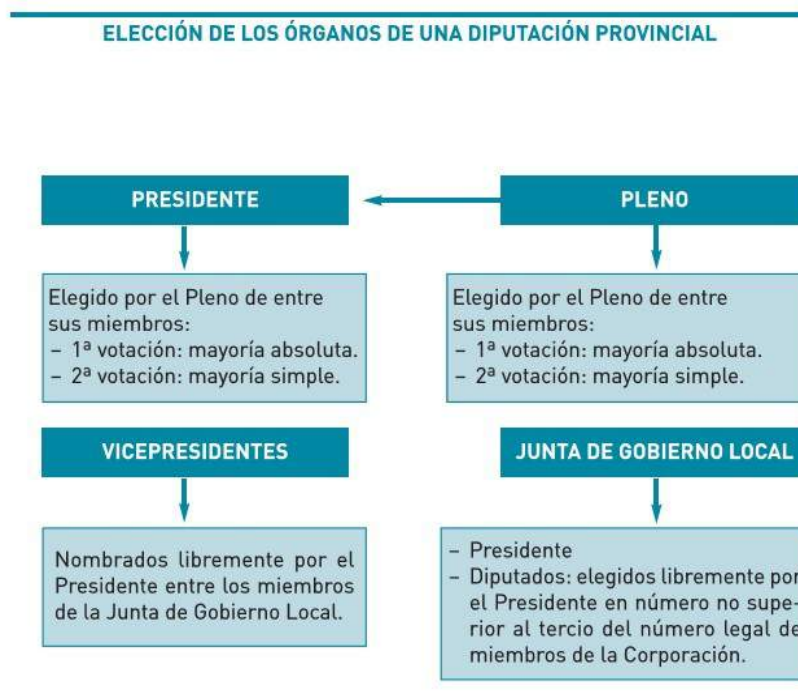 ELECCIÓN DE LOS ÓRGANOS DE UNA DIPUTACIÓN PROVINCIAL
PRESIDENTE
Elegido por el Pleno de entre
sus miembros:
– 1ª votación: mayoría absoluta.
– 2ª votación: mayoría simple.
PLENO
Elegido por el Pleno de entre
sus miembros:
– 1ª votación: mayoría absoluta.
– 2ª votación: mayoría simple.
VICEPRESIDENTES
Nombrados libremente por el
Presidente entre los miembros
de la Junta de Gobierno Local.
JUNTA DE GOBIERNO LOCAL
– Presidente
– Diputados: elegidos libremente por
el Presidente en número no supe-
rior al tercio del número legal de
miembros de la Corporación.